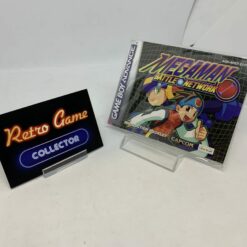 Retro Game
COLLECTOR
GAME BOY ADVANCE
MEGAMAN
BATTLE NETWORK
CAPCOM